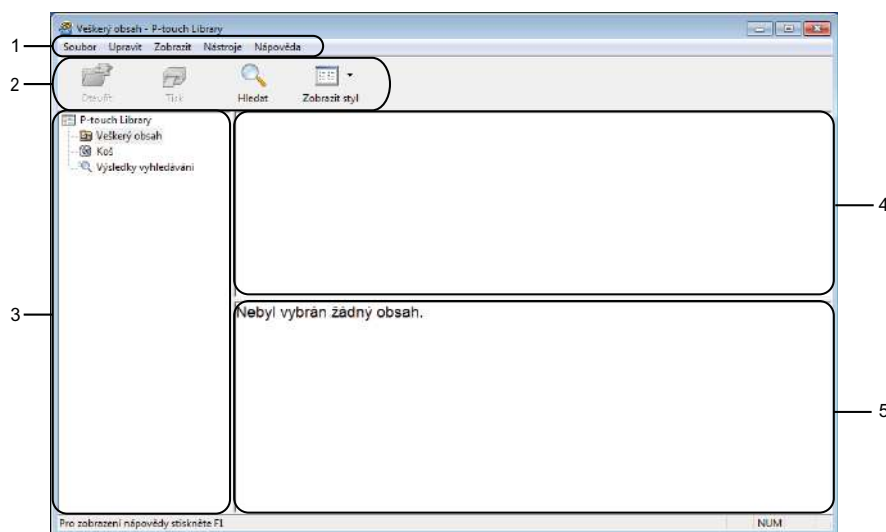 Veškerý obsah - P-touch Library
1
Soubor Upravit Zobrazit Nástroje Nápověda
2
Otevřít Tisk Hledat Zobrazit styl
P-touch Library
Veškerý obsah
Koš
Výsledky vyhledávání
3
4
Nebyl vybrán žádný obsah.
5
Pro zobrazení nápovědy stiskněte F1
NUM